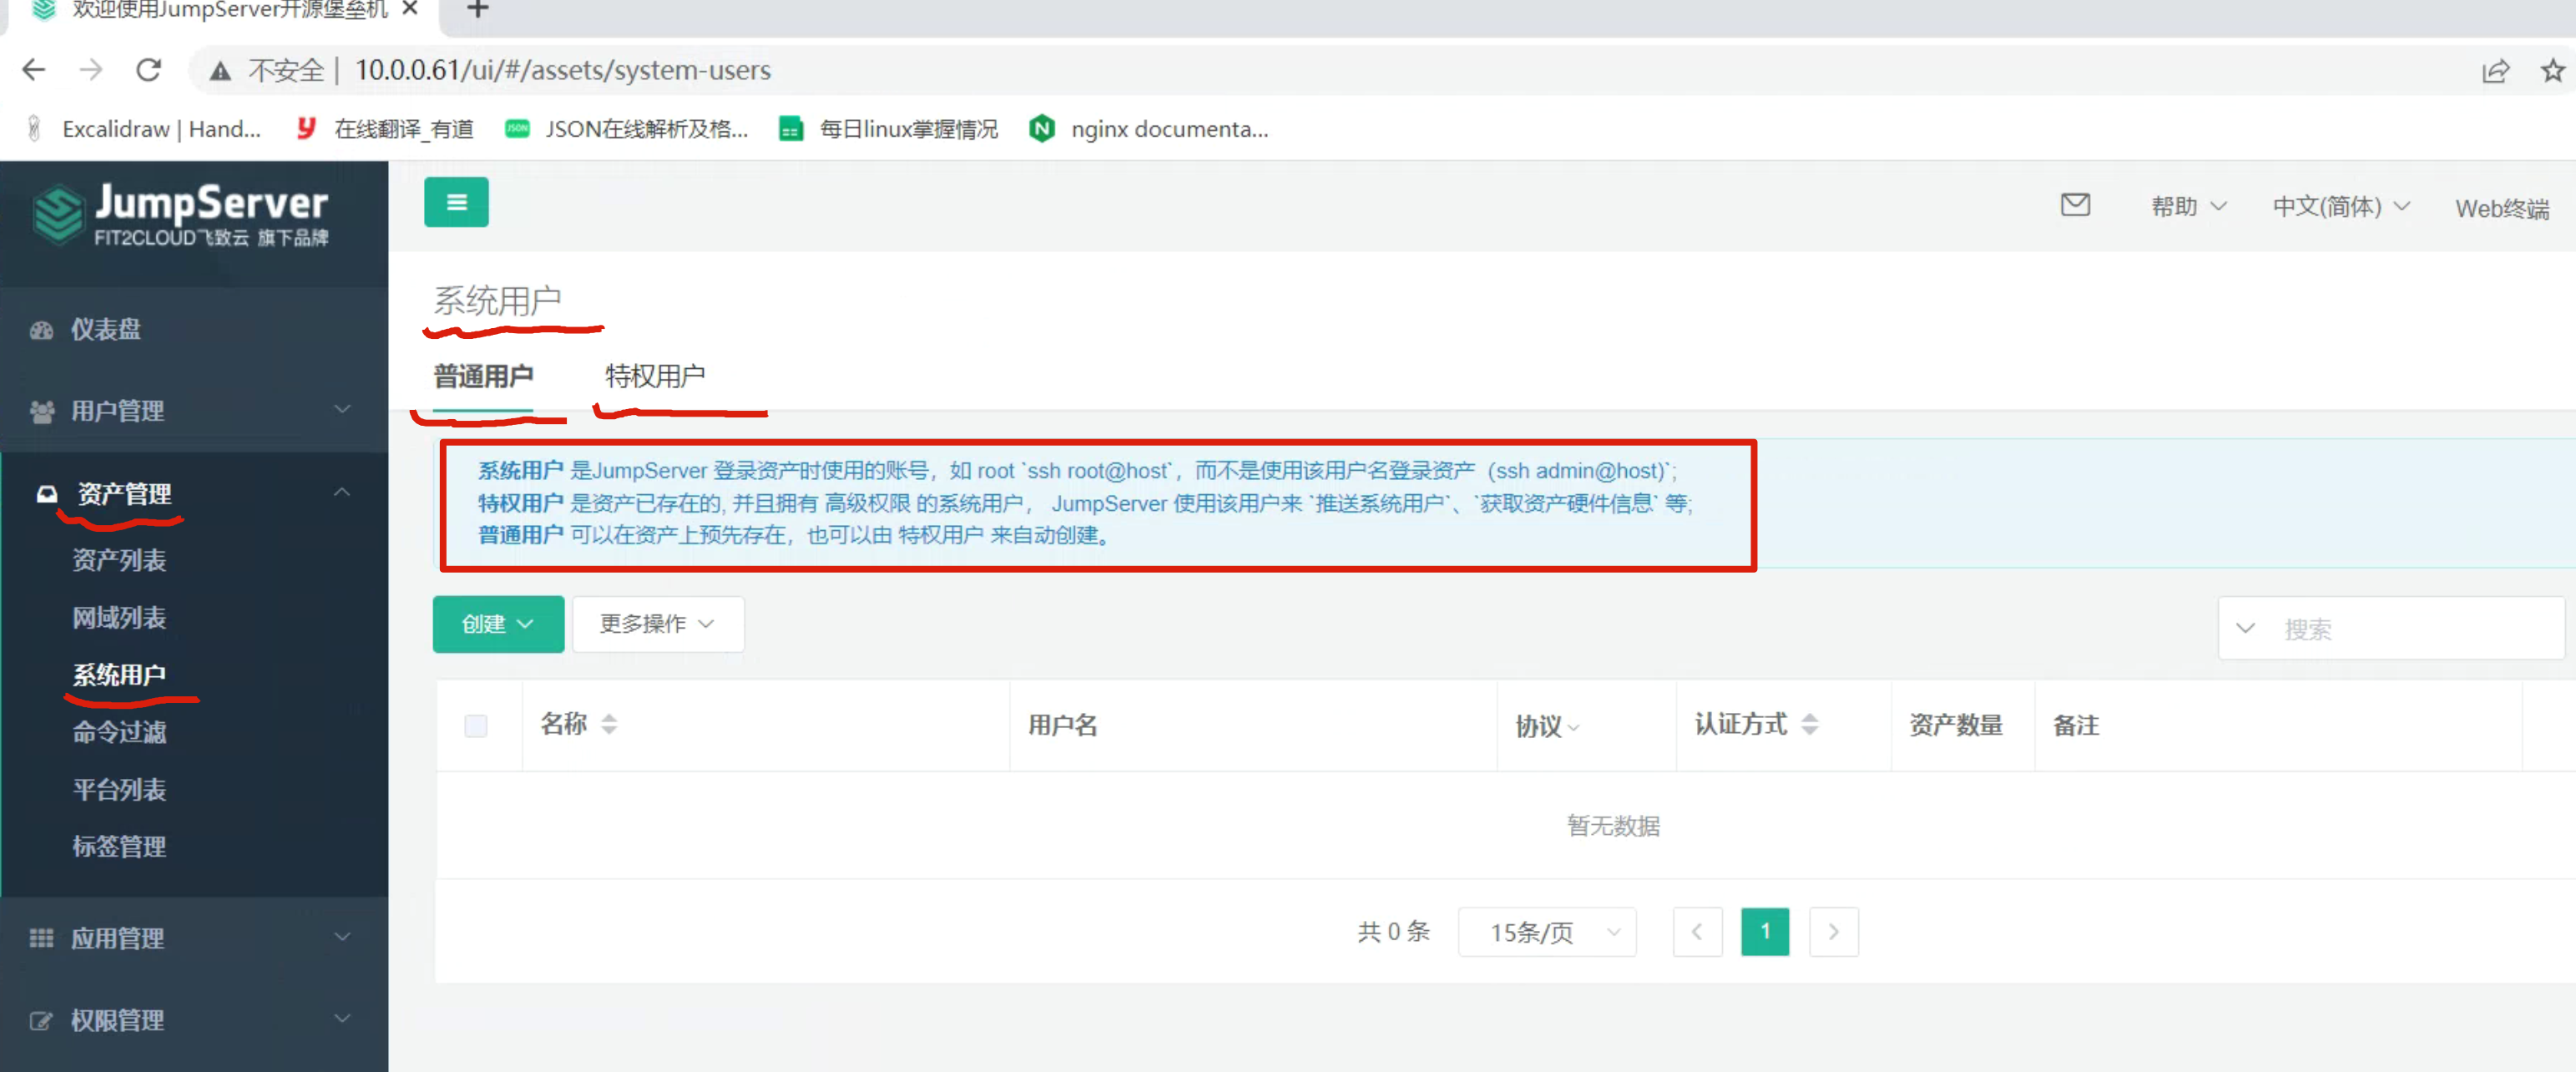 欢迎使用JumpServer开源堡垒机
不安全 | 10.0.0.61/ui/#/assets/system-users
Excalidraw | Hand... 在线翻译_有道 JSON在线解析及格... 每日linux掌握情况 nginx documenta...
JumpServer
FIT2CLOUD飞致云 旗下品牌
帮助 中文(简体) Web终端
仪表盘
用户管理
资产管理
资产列表
网域列表
系统用户
命令过滤
平台列表
标签管理
应用管理
权限管理
系统用户
普通用户 特权用户
系统用户 是JumpServer 登录资产时使用的账号，如 root `ssh root@host`，而不是使用该用户名登录资产（ssh admin@host)`;
特权用户 是资产已存在的, 并且拥有 高级权限 的系统用户， JumpServer 使用该用户来 `推送系统用户`、`获取资产硬件信息` 等;
普通用户 可以在资产上预先存在，也可以由 特权用户 来自动创建。
创建 更多操作 搜索
名称 用户名 协议 认证方式 资产数量 备注
暂无数据
共 0 条 15条/页 1